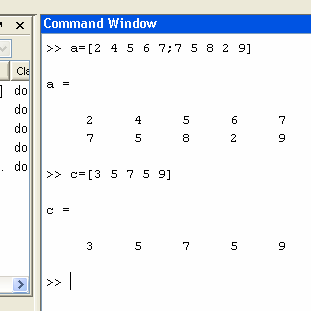 Command Window
>> a=[2 4 5 6 7;7 5 8 2 9]
a =
2 4 5 6 7
7 5 8 2 9
>> c=[3 5 7 5 9]
c =
3 5 7 5 9
>>
Cla
]
do
do
do
do
. do